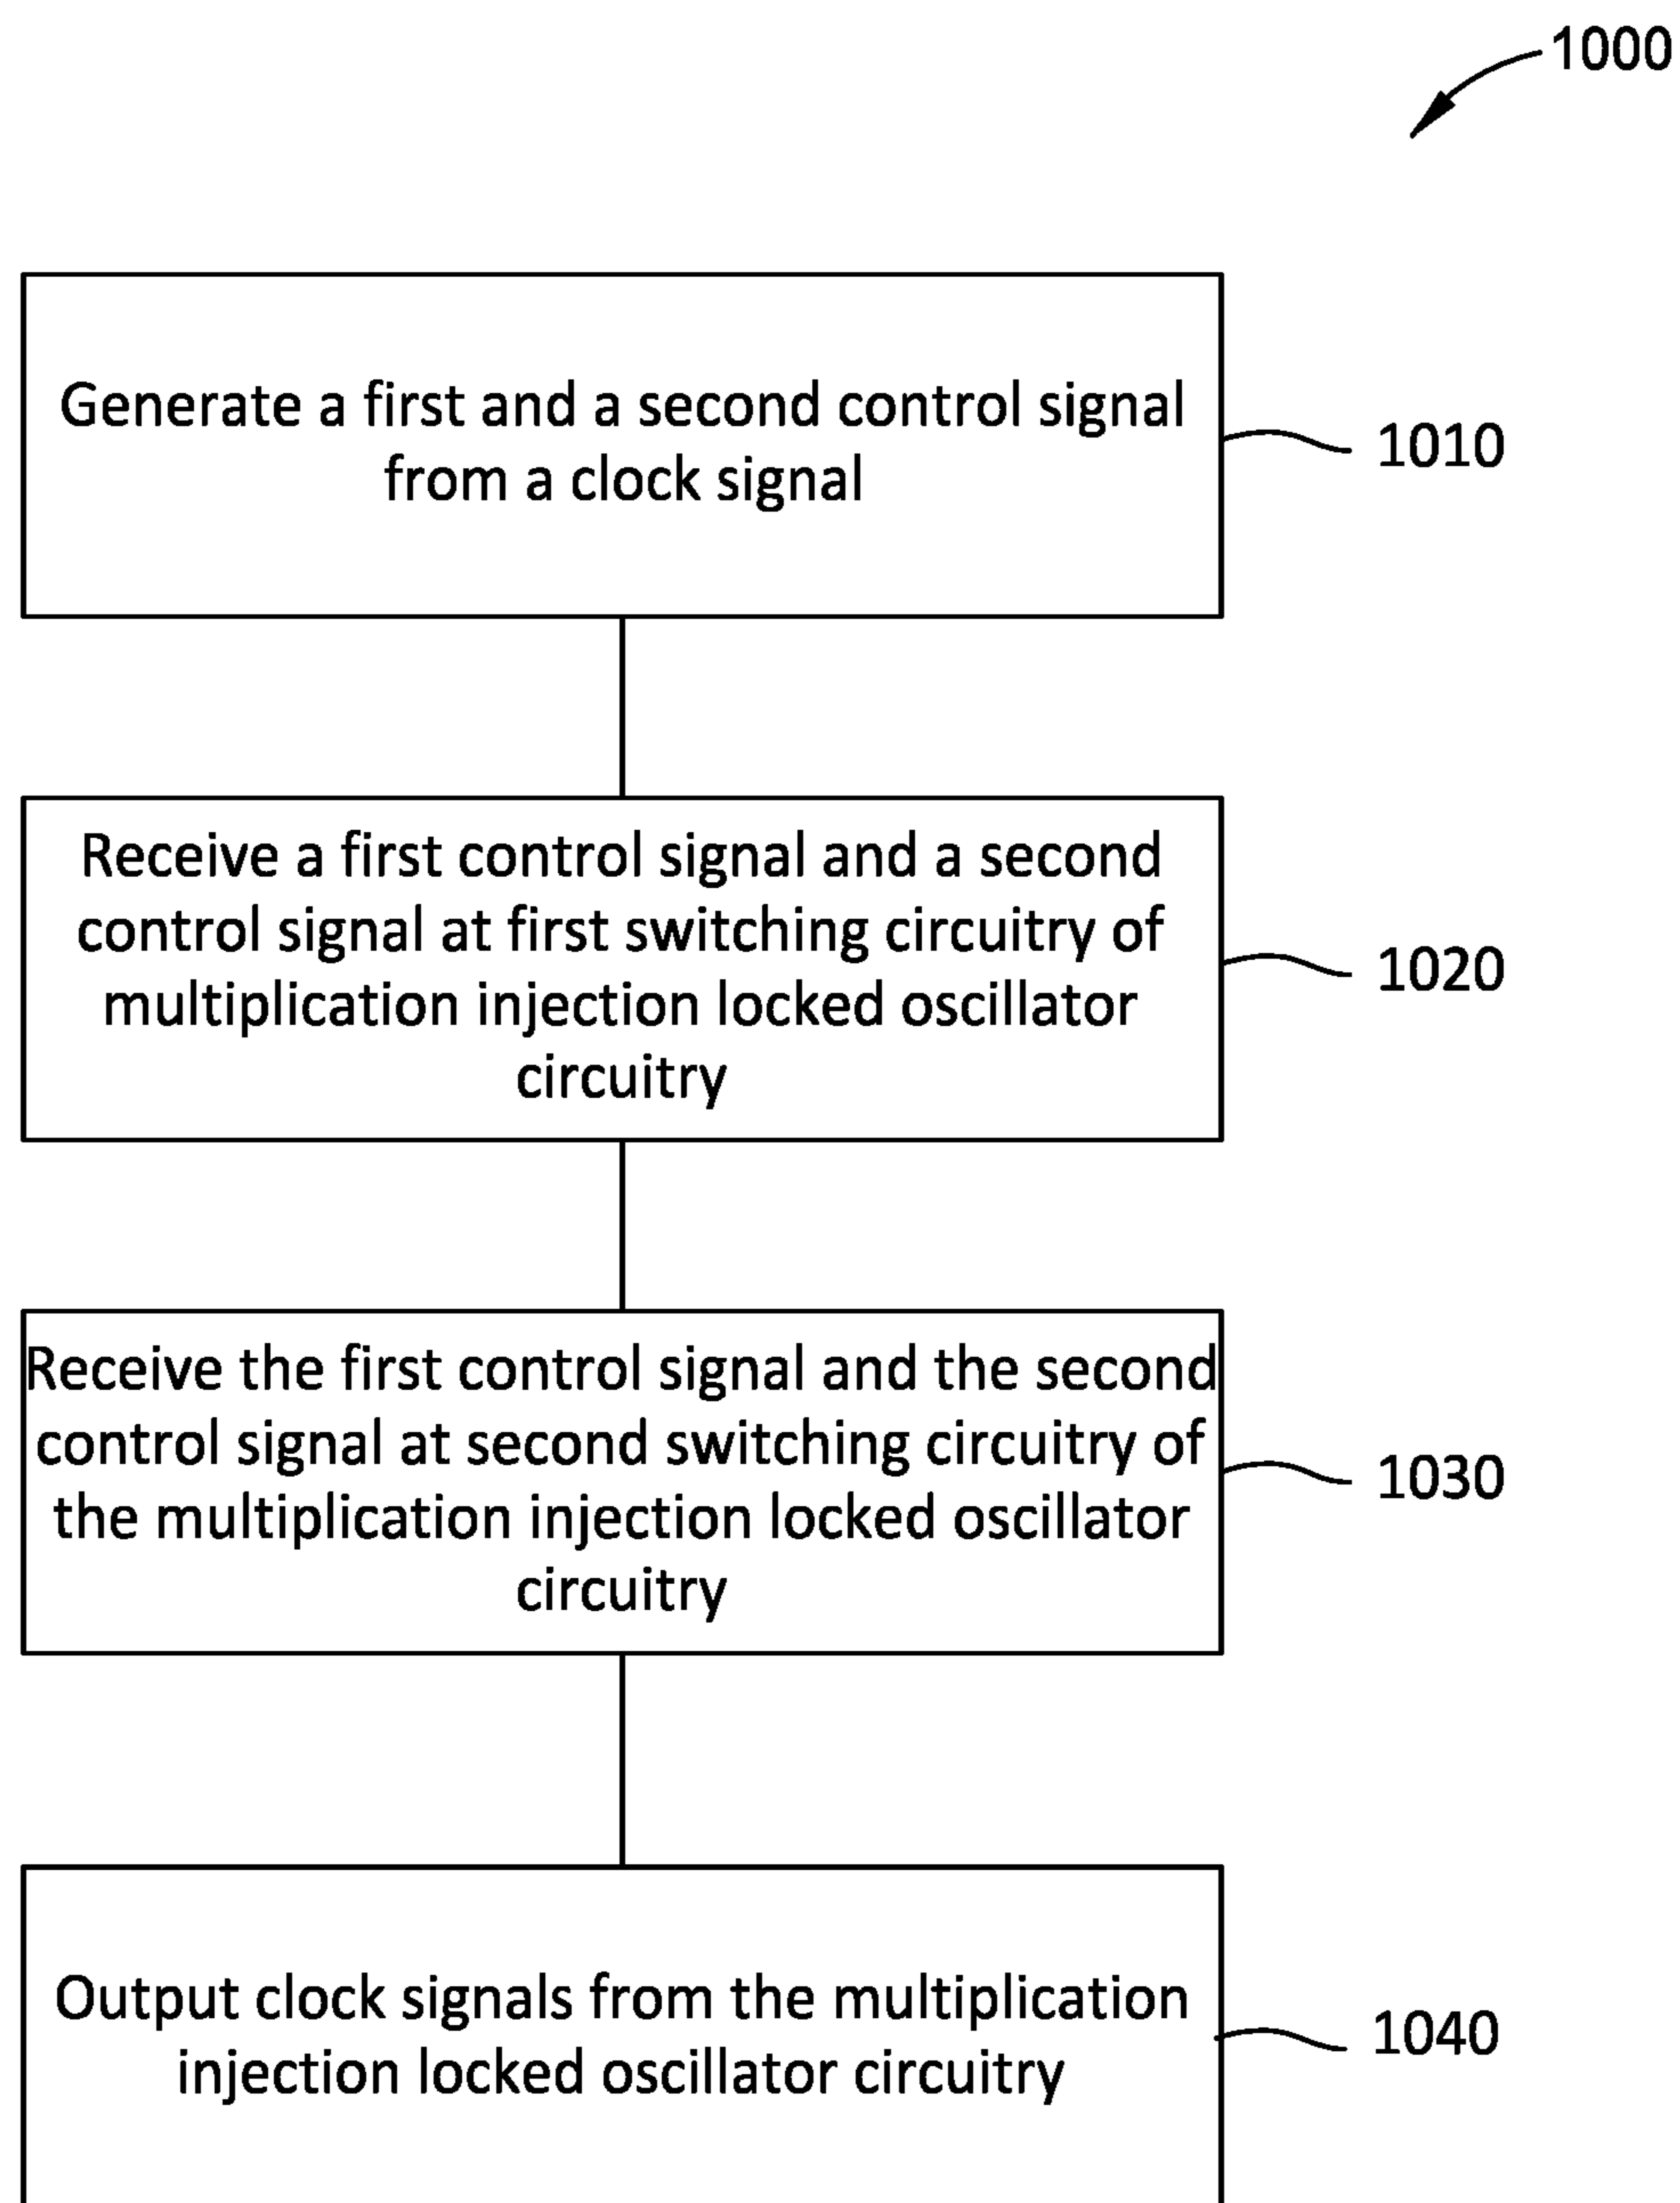 1000
Generate a first and a second control signal
from a clock signal
1010
Receive a first control signal and a second
control signal at first switching circuitry of
multiplication injection locked oscillator
circuitry
1020
Receive the first control signal and the second
control signal at second switching circuitry of
the multiplication injection locked oscillator
circuitry
1030
Output clock signals from the multiplication
injection locked oscillator circuitry
1040